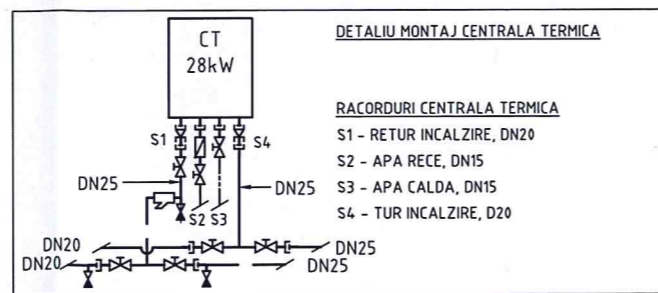 DETALIU MONTAJ CENTRALA TERMICA
CT
28kW
RACORDURI CENTRALA TERMICA
S1 - RETUR INCALZIRE, DN20
S2 - APA RECE, DN15
S3 - APA CALDA, DN15
S4 - TUR INCALZIRE, D20
S1
S4
DN25
DN25
S2
S3
DN20
DN25
DN20
DN25